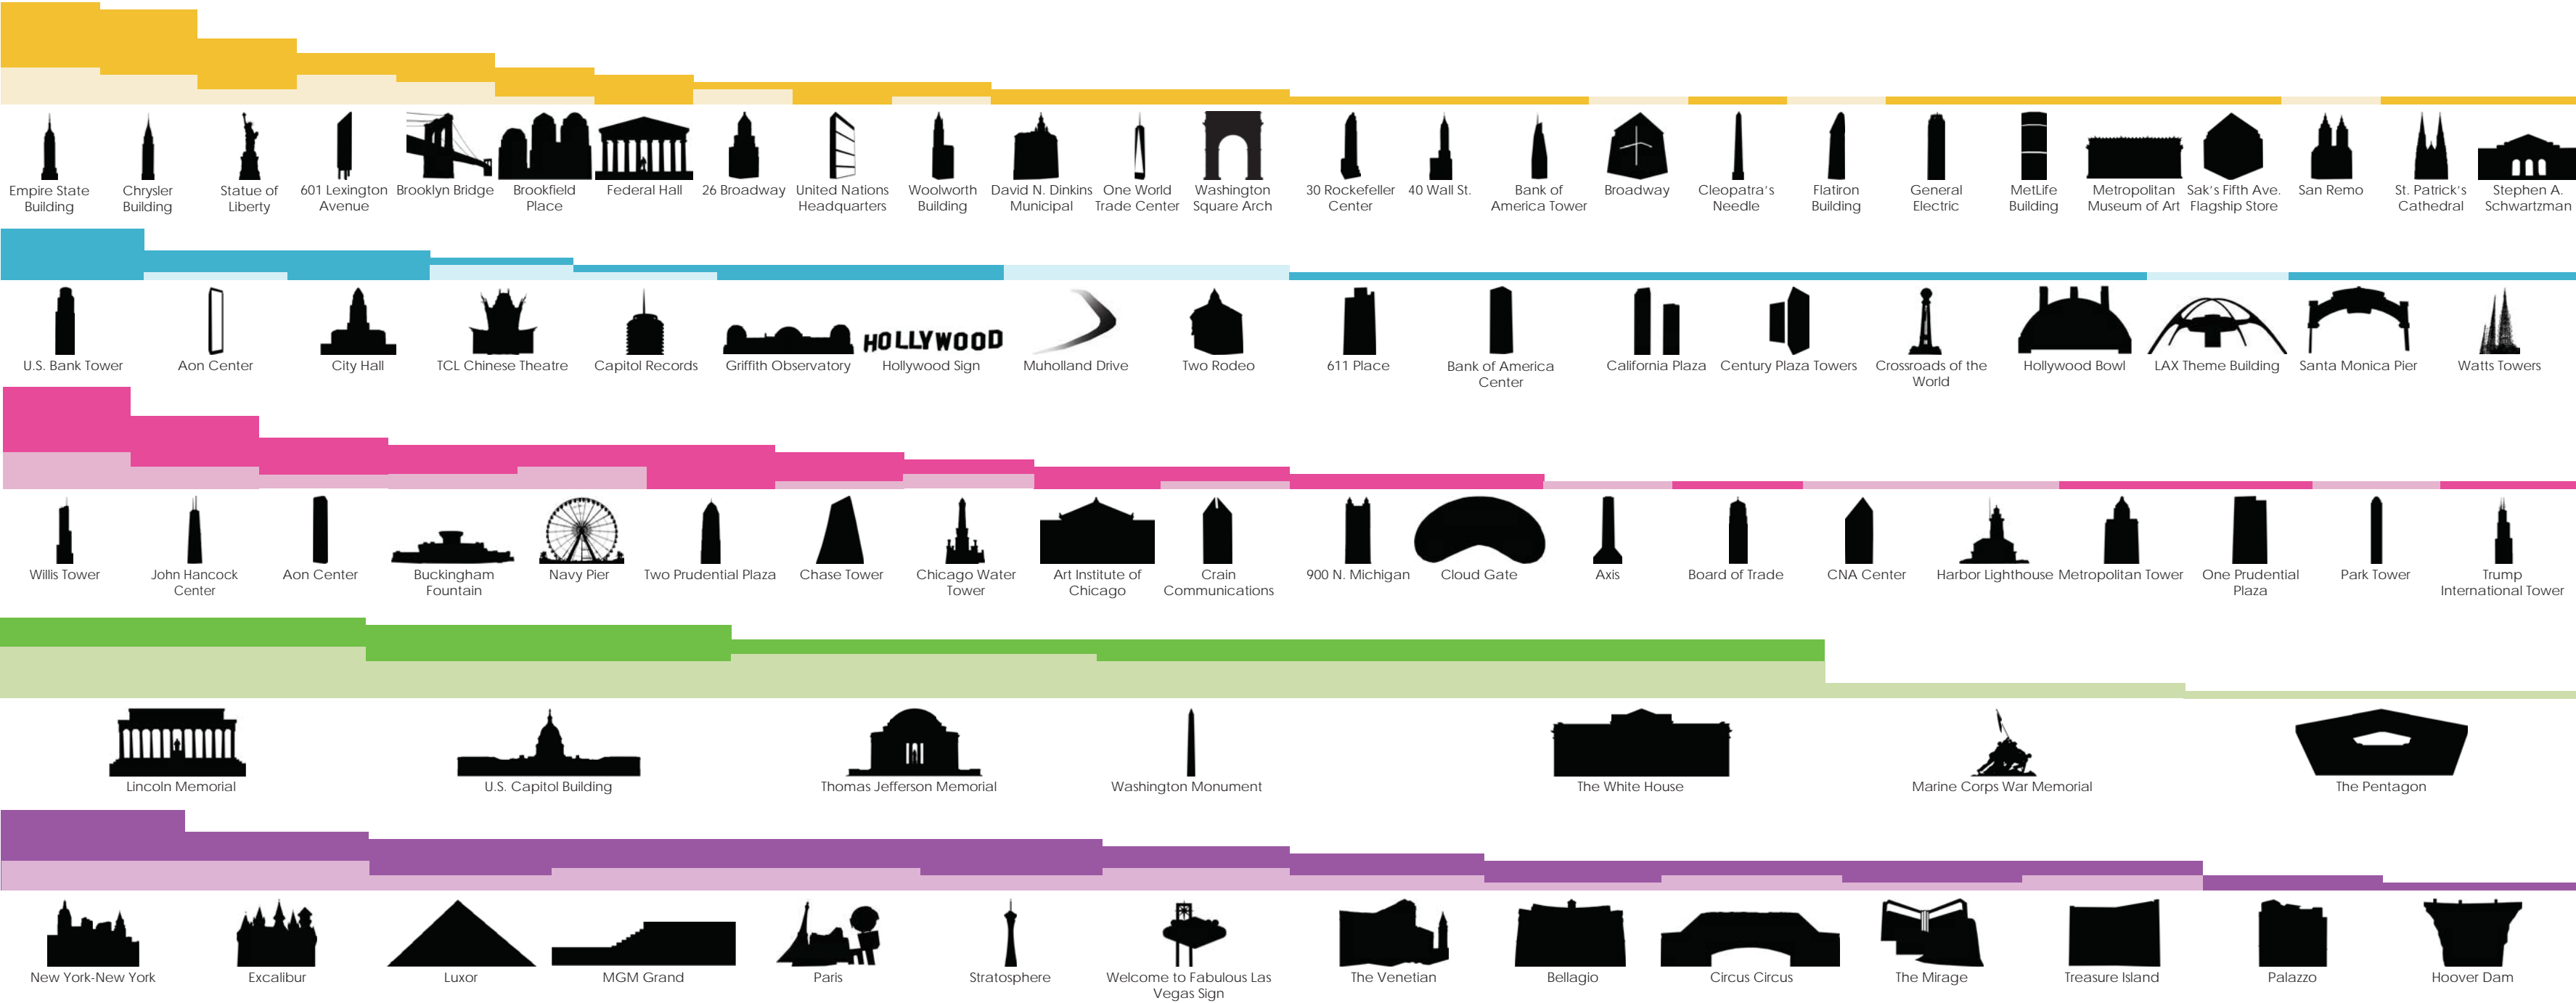 Empire State
Building
Chrysler
Building
Statue of
Liberty
601 Lexington
Avenue
Brooklyn Bridge
Brookfield
Place
Federal Hall
26 Broadway
United Nations
Headquarters
Woolworth
Building
David N. Dinkins
Municipal
One World
Trade Center
Washington
Square Arch
30 Rockefeller
Center
40 Wall St.
Bank of
America Tower
Broadway
Cleopatra's
Needle
Flatiron
Building
General
Electric
MetLife
Building
Metropolitan
Museum of Art
Sak's Fifth Ave.
Flagship Store
San Remo
St. Patrick's
Cathedral
Stephen A.
Schwartzman
U.S. Bank Tower
Aon Center
City Hall
TCL Chinese Theatre
Capitol Records
Griffith Observatory
HOLLYWOOD
Hollywood Sign
Muholland Drive
Two Rodeo
611 Place
Bank of America
Center
California Plaza
Century Plaza Towers
Crossroads of the
World
Hollywood Bowl
LAX Theme Building
Santa Monica Pier
Watts Towers
Willis Tower
John Hancock
Center
Aon Center
Buckingham
Fountain
Navy Pier
Two Prudential Plaza
Chase Tower
Chicago Water
Tower
Art Institute of
Chicago
Crain
Communications
900 N. Michigan
Cloud Gate
Axis
Board of Trade
CNA Center
Harbor Lighthouse
Metropolitan Tower
One Prudential
Plaza
Park Tower
Trump
International Tower
Lincoln Memorial
U.S. Capitol Building
Thomas Jefferson Memorial
Washington Monument
The White House
Marine Corps War Memorial
The Pentagon
New York-New York
Excalibur
Luxor
MGM Grand
Paris
Stratosphere
Welcome to Fabulous Las
Vegas Sign
The Venetian
Bellagio
Circus Circus
The Mirage
Treasure Island
Palazzo
Hoover Dam